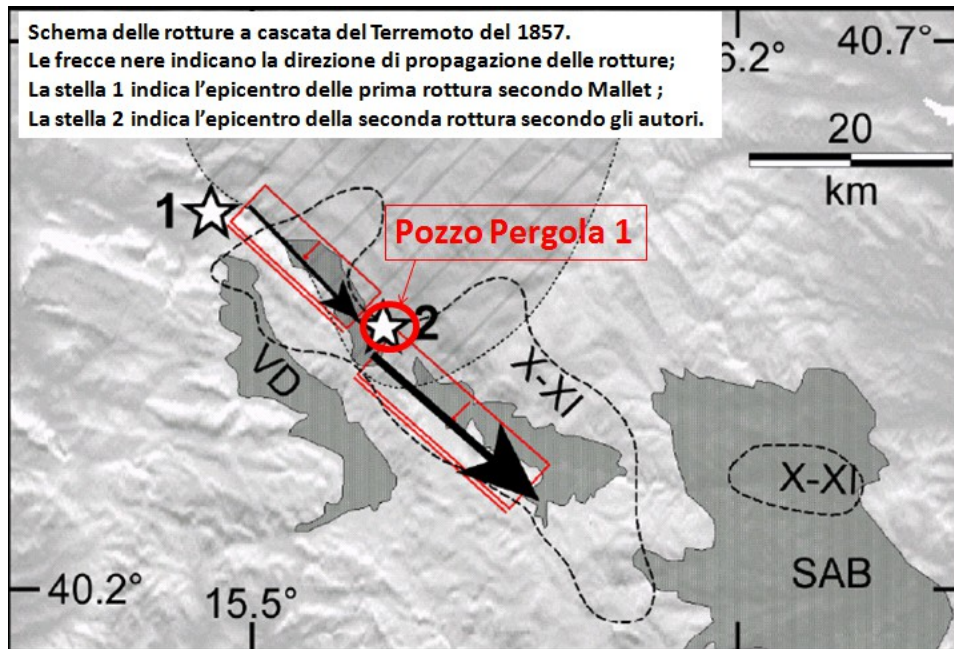 Schema delle rotture a cascata del Terremoto del 1857.
Le frecce nere indicano la direzione di propagazione delle rotture;
La stella 1 indica l'epicentro delle prima rottura secondo Mallet ;
La stella 2 indica l'epicentro della seconda rottura secondo gli autori.
6.2°
40.7°
20
km
1
Pozzo Pergola 1
2
VD
X-XI
X-XI
SAB
40.2°
15.5°